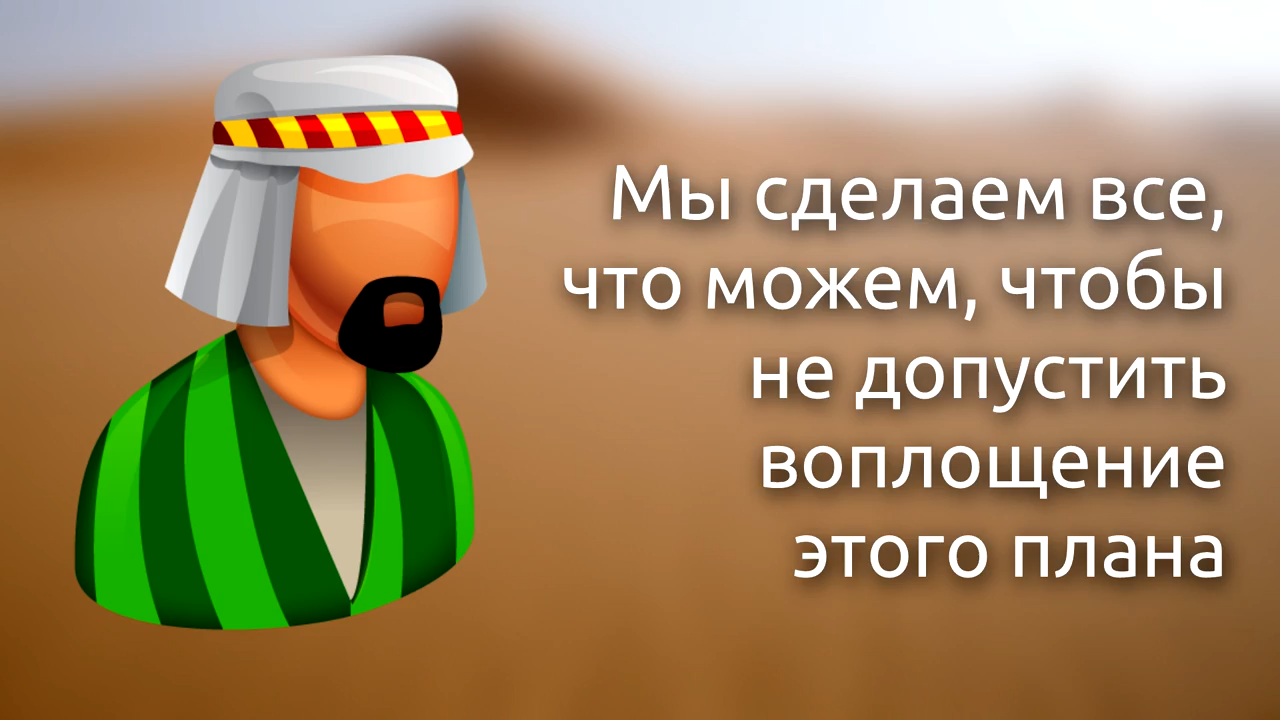 Мы сделаем все,
что можем, чтобы
не допустить
воплощение
этого плана